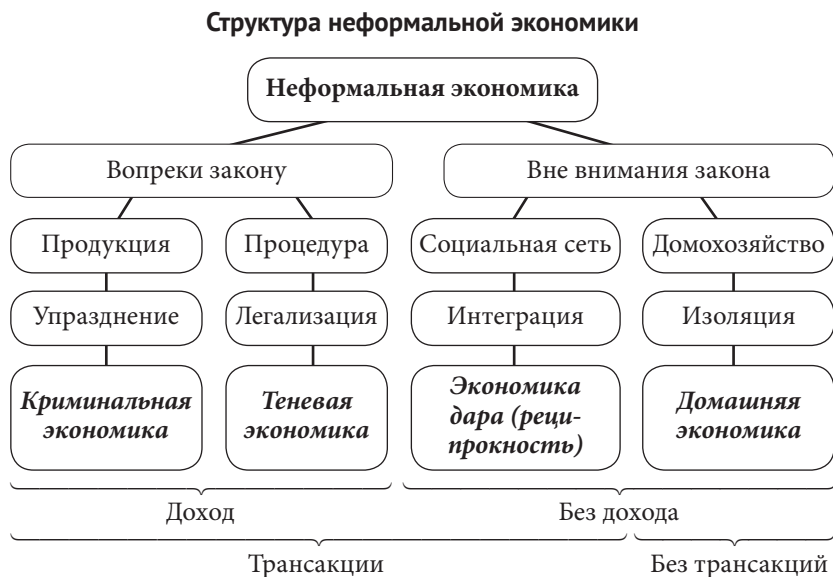 Структура неформальной экономики
Неформальная экономика
Вопреки закону
Вне внимания закона
Продукция
Процедура
Социальная сеть
Домохозяйство
Упразднение
Легализация
Интеграция
Изоляция
Криминальная
экономика
Теневая
экономика
Экономика
дара (реци-
прокность)
Домашняя
экономика
Доход
Без дохода
Трансакции
Без трансакций